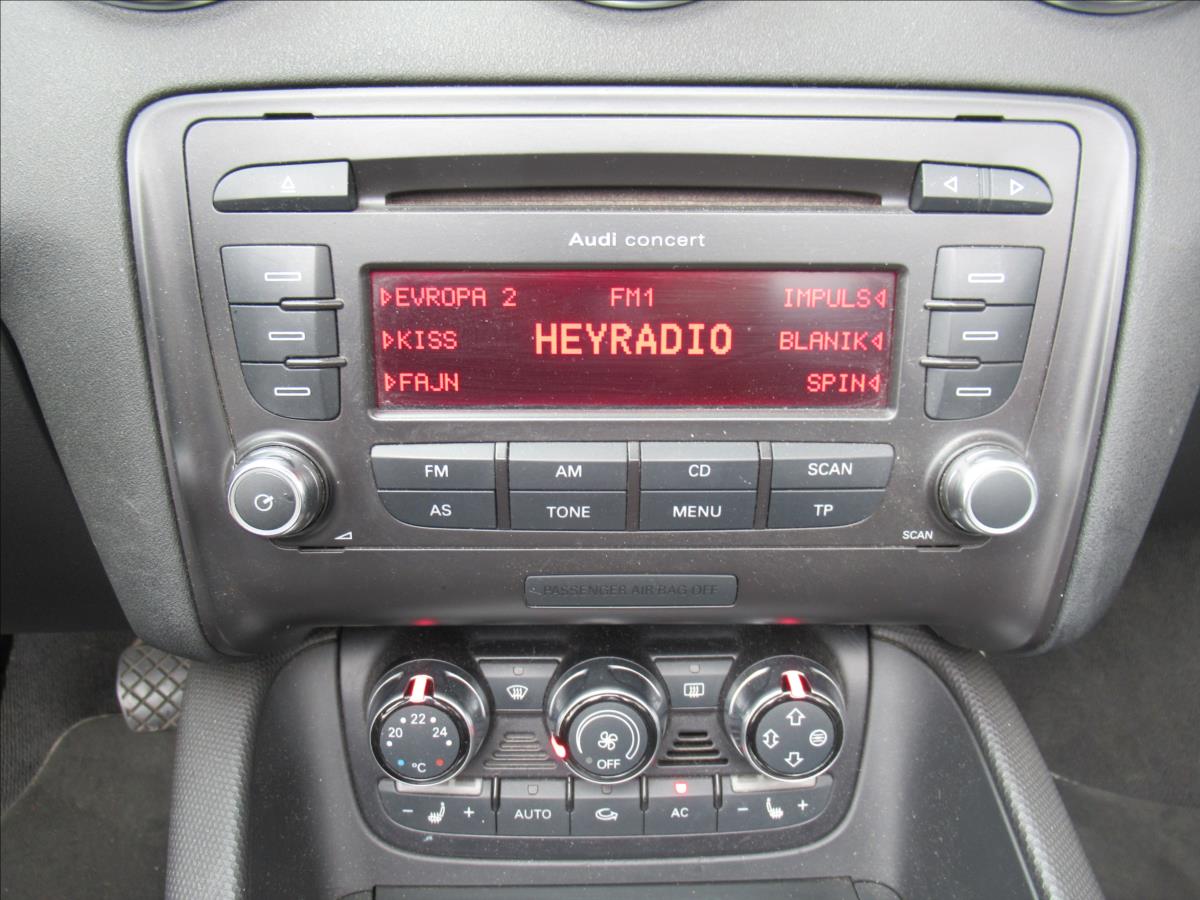 Audi concert
EVROPA 2 FM1 IMPULS
KISS HEYRADIO BLANIK
FAJN SPIN
FM AM CD SCAN
AS TONE MENU TP
SCAN
PASSENGER AIR BAG OFF
20 22 24
°C
OFF
- + AUTO AC - +